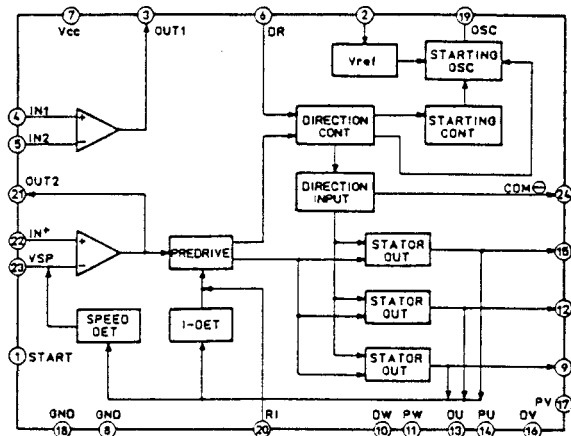 7 3 6 2 19
Vcc OUT1 DR OSC
Vref STARTING OSC
4 IN1
5 IN2
DIRECTION CONT STARTING CONT
21 OUT2
DIRECTION INPUT COM⊖ 24
22 IN+
23 VSP
PREDRIVE STATOR OUT 15
SPEED DET I-DET STATOR OUT 12
1 START
STATOR OUT 9
GND GND RI DW PW OU PU DV PV 17
18 8 20 10 11 13 14 16